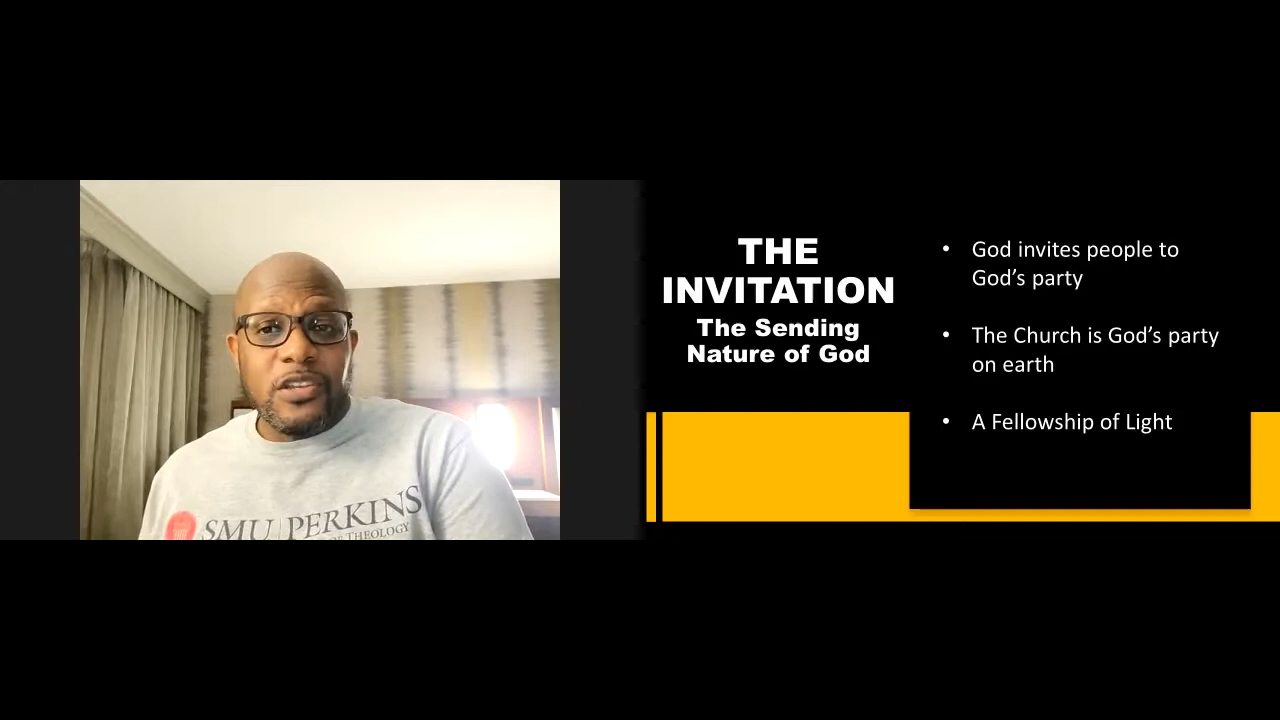 SMU PERKINS
THEOLOGY
THE
INVITATION
The Sending
Nature of God
• God invites people to
God’s party
• The Church is God’s party
on earth
• A Fellowship of Light